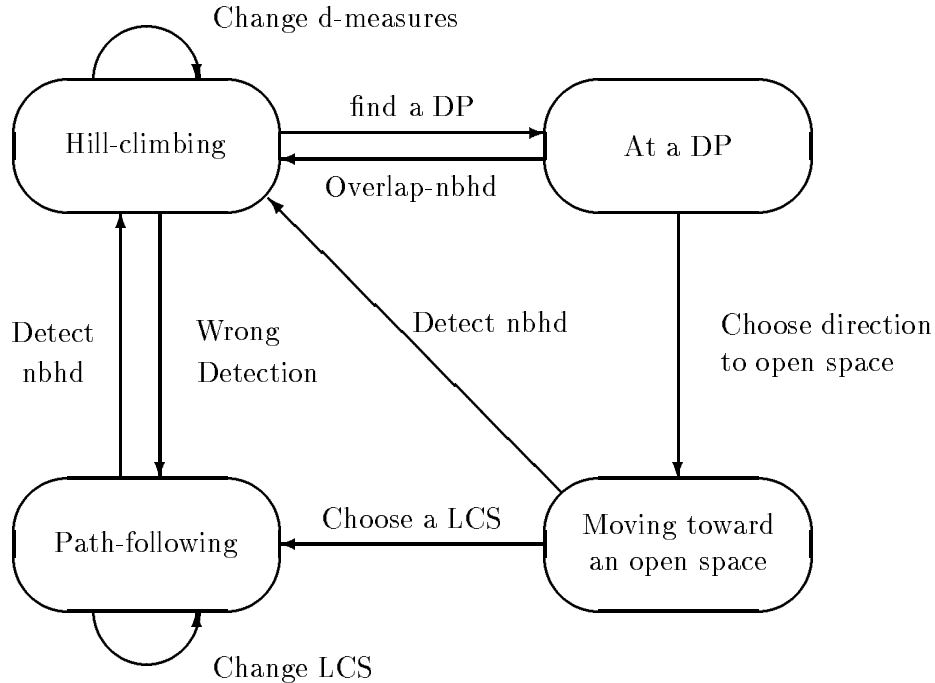 Change d-measures
Hill-climbing
find a DP
At a DP
Overlap-nbhd
Detect
nbhd
Wrong
Detection
Detect nbhd
Choose direction
to open space
Path-following
Choose a LCS
Moving toward
an open space
Change LCS